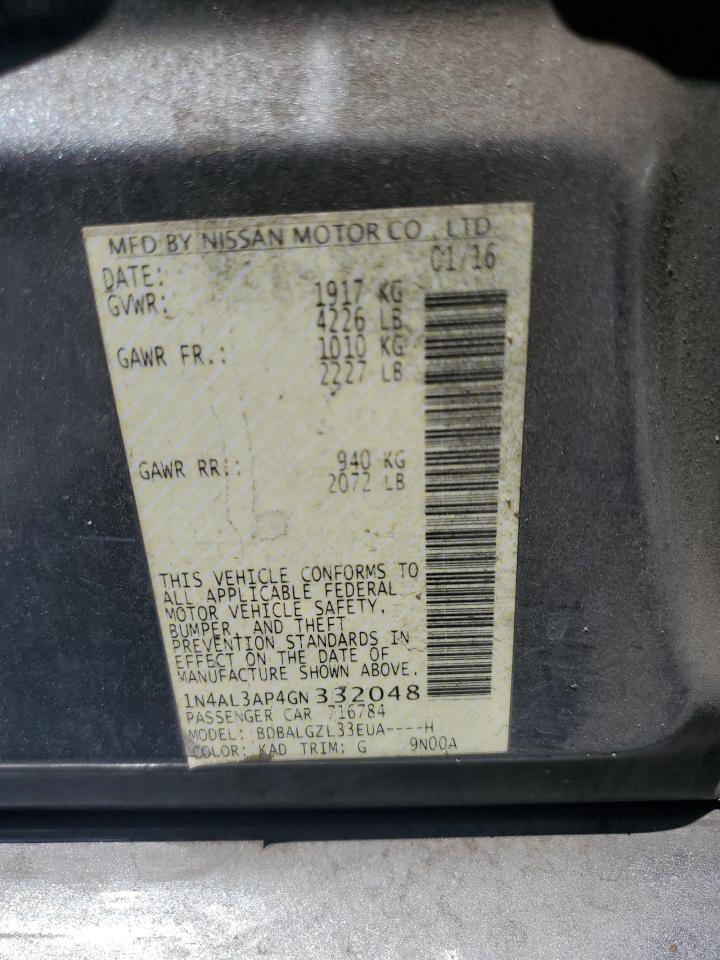 MFD BY NISSAN MOTOR CO., LTD
DATE: 01/16
GVWR: 1917 KG
4226 LB
GAWR FR.: 1010 KG
2227 LB
GAWR RR.: 940 KG
2072 LB
THIS VEHICLE CONFORMS TO
ALL APPLICABLE FEDERAL
MOTOR VEHICLE SAFETY,
BUMPER, AND THEFT
PREVENTION STANDARDS IN
EFFECT ON THE DATE OF
MANUFACTURE SHOWN ABOVE.
1N4AL3AP4GN332048
PASSENGER CAR 716784
MODEL: BDBALGZL33EUA----H
COLOR: KAD TRIM: G 9N00A